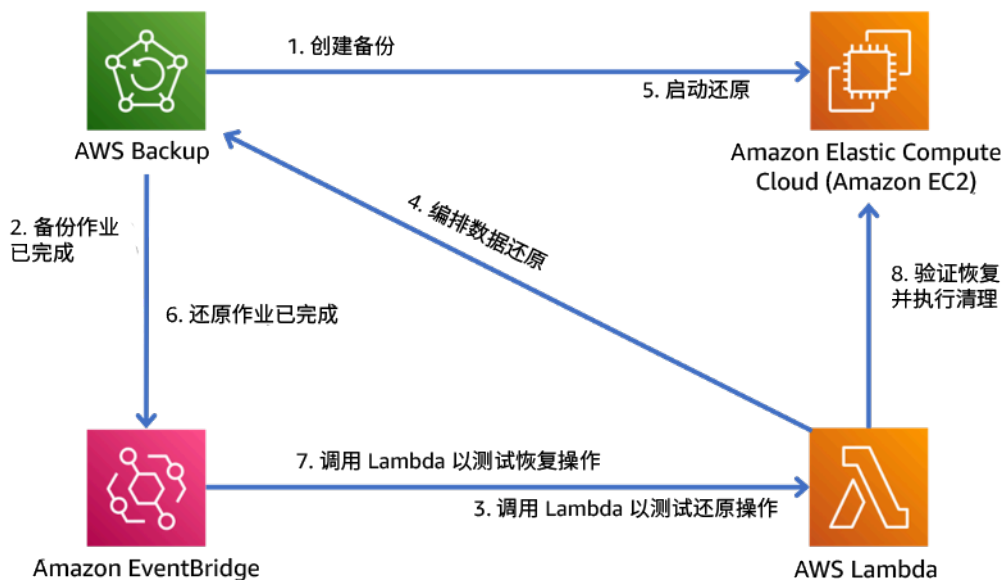 1. 创建备份
5. 启动还原
AWS Backup
Amazon Elastic Compute
Cloud (Amazon EC2)
4. 编排数据还原
2. 备份作业
已完成
8. 验证恢复
并执行清理
6. 还原作业已完成
7. 调用 Lambda 以测试恢复操作
3. 调用 Lambda 以测试还原操作
Amazon EventBridge
AWS Lambda